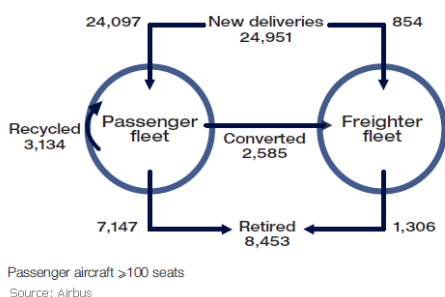 24,097
New deliveries
24,951
854
Recycled
3,134
Passenger
fleet
Converted
2,585
Freighter
fleet
7,147
Retired
8,453
1,306
Passenger aircraft ⩾100 seats
Source: Airbus